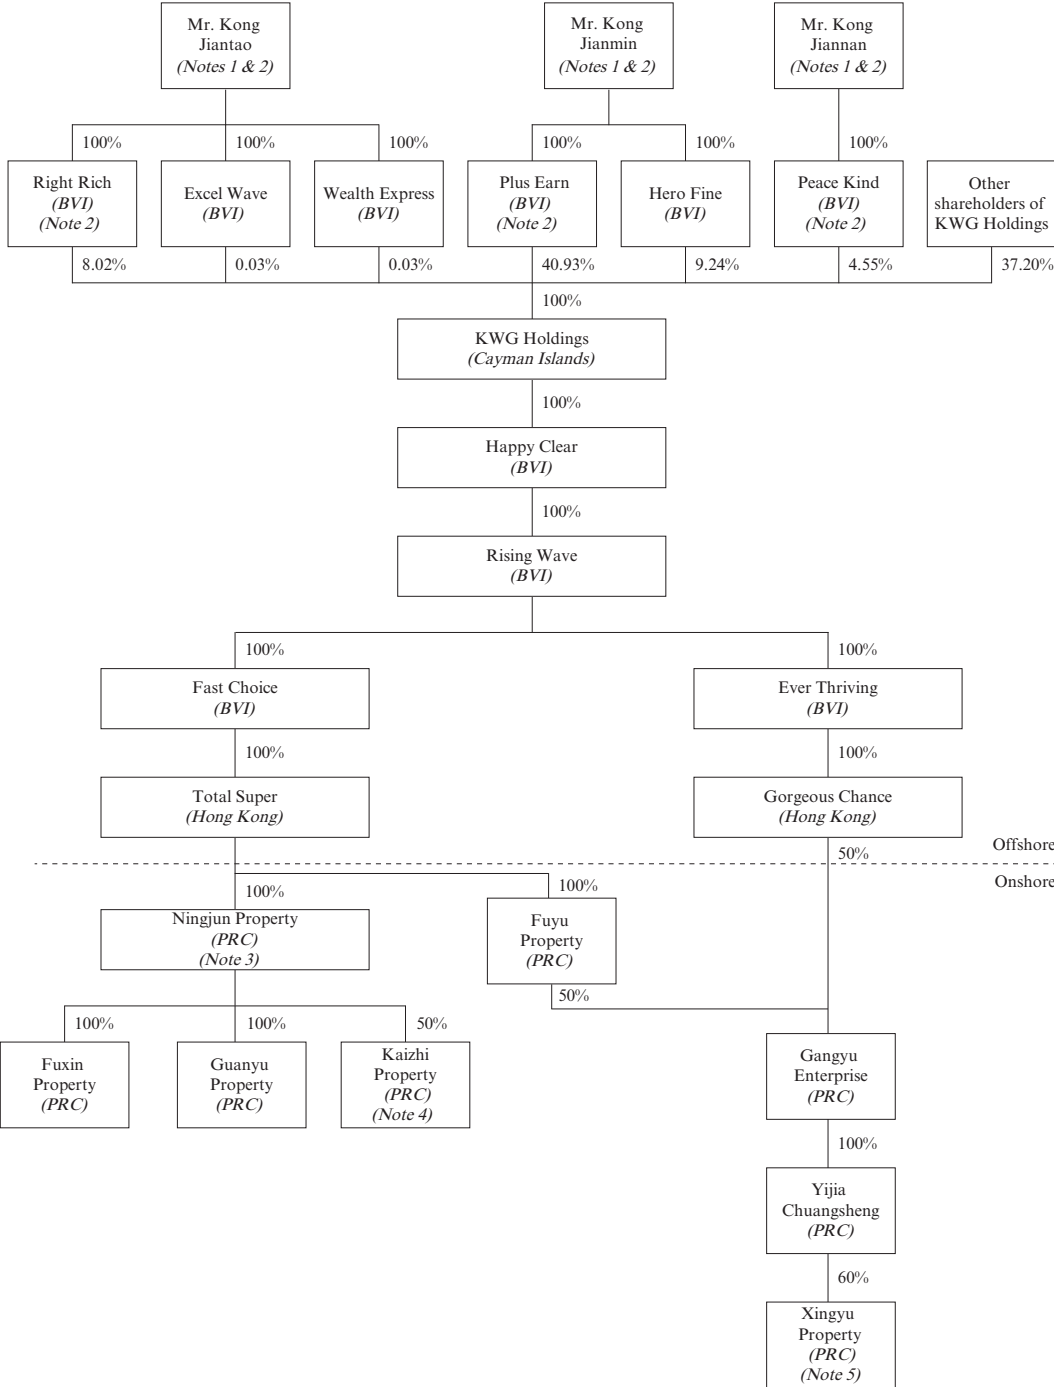 Mr. Kong
Jiantao
(Notes 1 & 2)
Mr. Kong
Jianmin
(Notes 1 & 2)
Mr. Kong
Jiannan
(Notes 1 & 2)
100%
100%
100%
100%
100%
100%
Right Rich
(BVI)
(Note 2)
Excel Wave
(BVI)
Wealth Express
(BVI)
Plus Earn
(BVI)
(Note 2)
Hero Fine
(BVI)
Peace Kind
(BVI)
(Note 2)
Other
shareholders of
KWG Holdings
8.02%
0.03%
0.03%
40.93%
9.24%
4.55%
37.20%
100%
KWG Holdings
(Cayman Islands)
100%
Happy Clear
(BVI)
100%
Rising Wave
(BVI)
100%
100%
Fast Choice
(BVI)
Ever Thriving
(BVI)
100%
100%
Total Super
(Hong Kong)
Gorgeous Chance
(Hong Kong)
Offshore
50%
Onshore
100%
100%
Ningjun Property
(PRC)
(Note 3)
Fuyu
Property
(PRC)
50%
100%
100%
50%
Fuxin
Property
(PRC)
Guanyu
Property
(PRC)
Kaizhi
Property
(PRC)
(Note 4)
Gangyu
Enterprise
(PRC)
100%
Yijia
Chuangsheng
(PRC)
60%
Xingyu
Property
(PRC)
(Note 5)